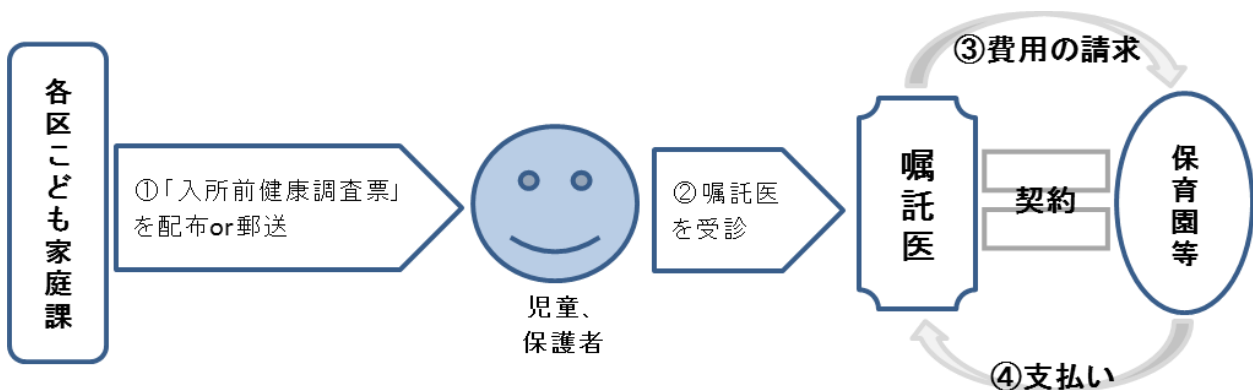 各区こども家庭課
①「入所前健康調査票」
を配布or郵送
児童、
保護者
②嘱託医
を受診
嘱託医
③費用の請求
契約
保育園等
④支払い